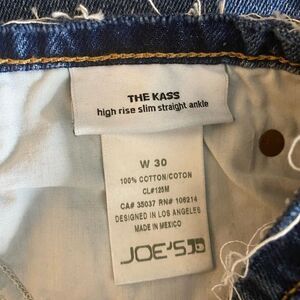 THE KASS
high rise slim straight ankle
W 30
100% COTTON/COTON
CL#125M
CA# 35037 RN# 106214
DESIGNED IN LOS ANGELES
MADE IN MEXICO
JOE'S